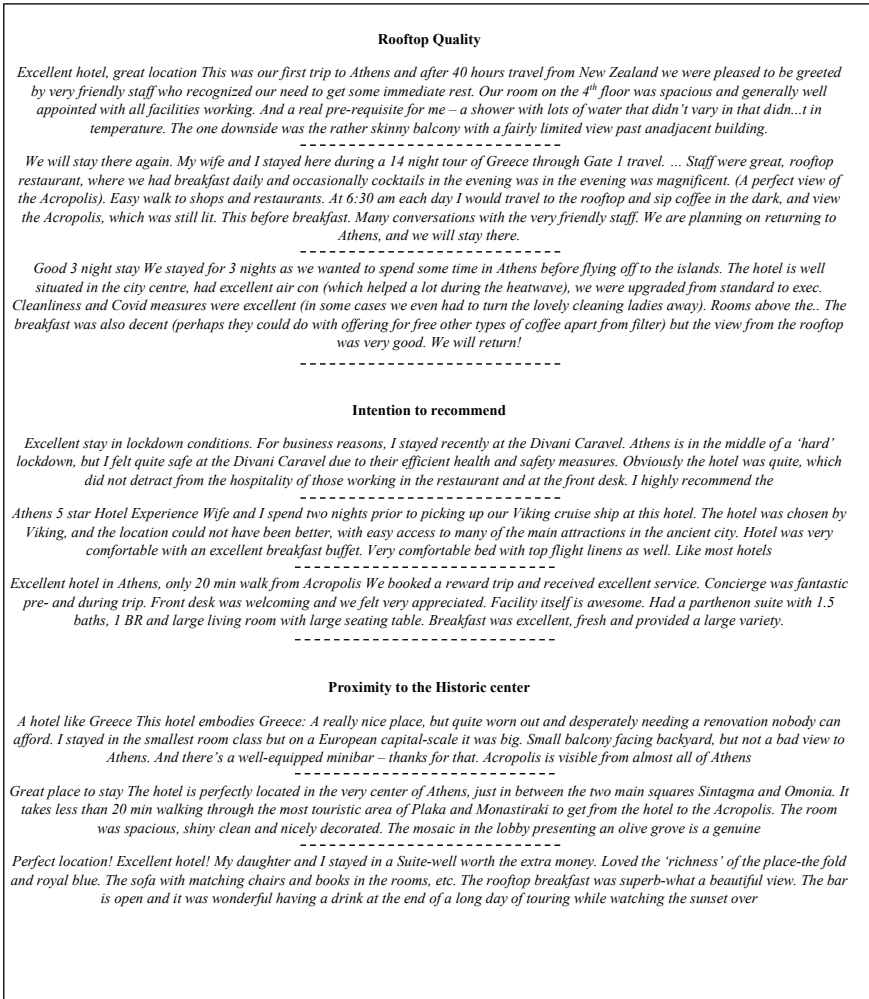 Rooftop Quality
Excellent hotel, great location This was our first trip to Athens and after 40 hours travel from New Zealand we were pleased to be greeted
by very friendly staff who recognized our need to get some immediate rest. Our room on the 4th floor was spacious and generally well
appointed with all facilities working. And a real pre-requisite for me – a shower with lots of water that didn't vary in that didn...t in
temperature. The one downside was the rather skinny balcony with a fairly limited view past anadjacent building.
We will stay there again. My wife and I stayed here during a 14 night tour of Greece through Gate 1 travel. … Staff were great, rooftop
restaurant, where we had breakfast daily and occasionally cocktails in the evening was in the evening was magnificent. (A perfect view of
the Acropolis). Easy walk to shops and restaurants. At 6:30 am each day I would travel to the rooftop and sip coffee in the dark, and view
the Acropolis, which was still lit. This before breakfast. Many conversations with the very friendly staff. We are planning on returning to
Athens, and we will stay there.
Good 3 night stay We stayed for 3 nights as we wanted to spend some time in Athens before flying off to the islands. The hotel is well
situated in the city centre, had excellent air con (which helped a lot during the heatwave), we were upgraded from standard to exec.
Cleanliness and Covid measures were excellent (in some cases we even had to turn the lovely cleaning ladies away). Rooms above the.. The
breakfast was also decent (perhaps they could do with offering for free other types of coffee apart from filter) but the view from the rooftop
was very good. We will return!
Intention to recommend
Excellent stay in lockdown conditions. For business reasons, I stayed recently at the Divani Caravel. Athens is in the middle of a 'hard'
lockdown, but I felt quite safe at the Divani Caravel due to their efficient health and safety measures. Obviously the hotel was quite, which
did not detract from the hospitality of those working in the restaurant and at the front desk. I highly recommend the
Athens 5 star Hotel Experience Wife and I spend two nights prior to picking up our Viking cruise ship at this hotel. The hotel was chosen by
Viking, and the location could not have been better, with easy access to many of the main attractions in the ancient city. Hotel was very
comfortable with an excellent breakfast buffet. Very comfortable bed with top flight linens as well. Like most hotels
Excellent hotel in Athens, only 20 min walk from Acropolis We booked a reward trip and received excellent service. Concierge was fantastic
pre- and during trip. Front desk was welcoming and we felt very appreciated. Facility itself is awesome. Had a parthenon suite with 1.5
baths, 1 BR and large living room with large seating table. Breakfast was excellent, fresh and provided a large variety.
Proximity to the Historic center
A hotel like Greece This hotel embodies Greece: A really nice place, but quite worn out and desperately needing a renovation nobody can
afford. I stayed in the smallest room class but on a European capital-scale it was big. Small balcony facing backyard, but not a bad view to
Athens. And there's a well-equipped minibar – thanks for that. Acropolis is visible from almost all of Athens
Great place to stay The hotel is perfectly located in the very center of Athens, just in between the two main squares Sintagma and Omonia. It
takes less than 20 min walking through the most touristic area of Plaka and Monastiraki to get from the hotel to the Acropolis. The room
was spacious, shiny clean and nicely decorated. The mosaic in the lobby presenting an olive grove is a genuine
Perfect location! Excellent hotel! My daughter and I stayed in a Suite-well worth the extra money. Loved the 'richness' of the place-the fold
and royal blue. The sofa with matching chairs and books in the rooms, etc. The rooftop breakfast was superb-what a beautiful view. The bar
is open and it was wonderful having a drink at the end of a long day of touring while watching the sunset over